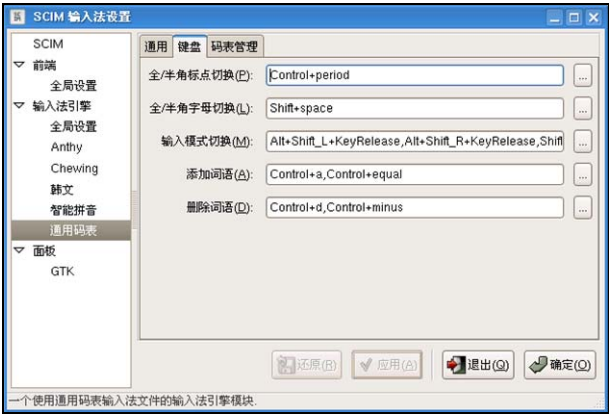 SCIM 输入法设置
SCIM
前端
全局设置
输入法引擎
全局设置
Anthy
Chewing
韩文
智能拼音
通用码表
面板
GTK
通用 键盘 码表管理
全/半角标点切换(P): Control+period ...
全/半角字母切换(L): Shift+space ...
输入模式切换(M): Alt+Shift_L+KeyRelease,Alt+Shift_R+KeyRelease,Shif ...
添加词语(A): Control+a,Control+equal ...
删除词语(D): Control+d,Control+minus ...
还原(R) 应用(A) 退出(Q) 确定(O)
一个使用通用码表输入法文件的输入法引擎模块.